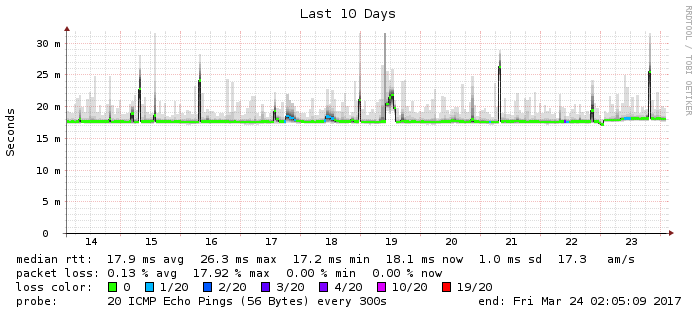 Last 10 Days
RRDTOOL / TOBI OETIKER
Seconds
30 m
25 m
20 m
15 m
10 m
5 m
0
14 15 16 17 18 19 20 21 22 23
median rtt: 17.9 ms avg 26.3 ms max 17.2 ms min 18.1 ms now 1.0 ms sd 17.3 am/s
packet loss: 0.13 % avg 17.92 % max 0.00 % min 0.00 % now
loss color: 0 1/20 2/20 3/20 4/20 10/20 19/20
probe: 20 ICMP Echo Pings (56 Bytes) every 300s end: Fri Mar 24 02:05:09 2017